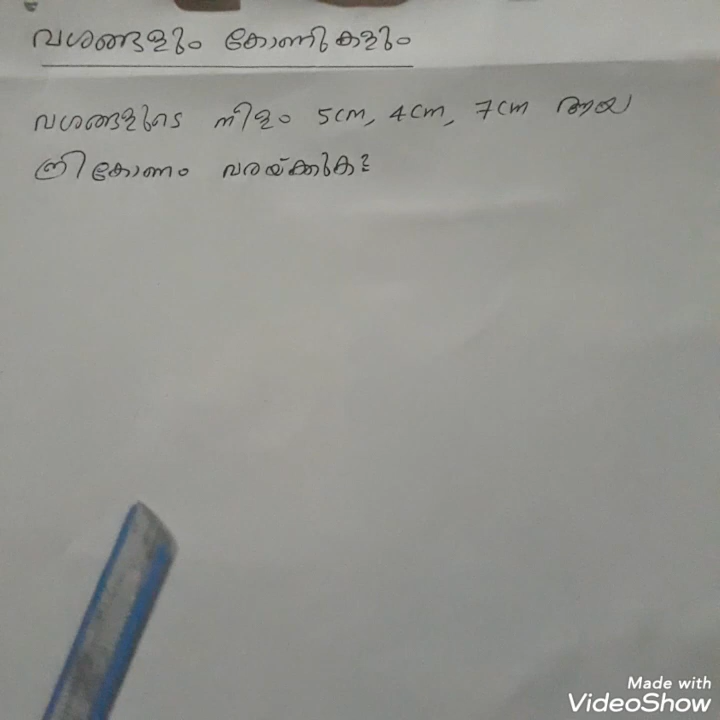 വശങ്ങളും കോണികളും
വശങ്ങളുടെ നീളം 5cm, 4cm, 7cm ആയ
ത്രികോണം വരയ്ക്കുക?
Made with
VideoShow